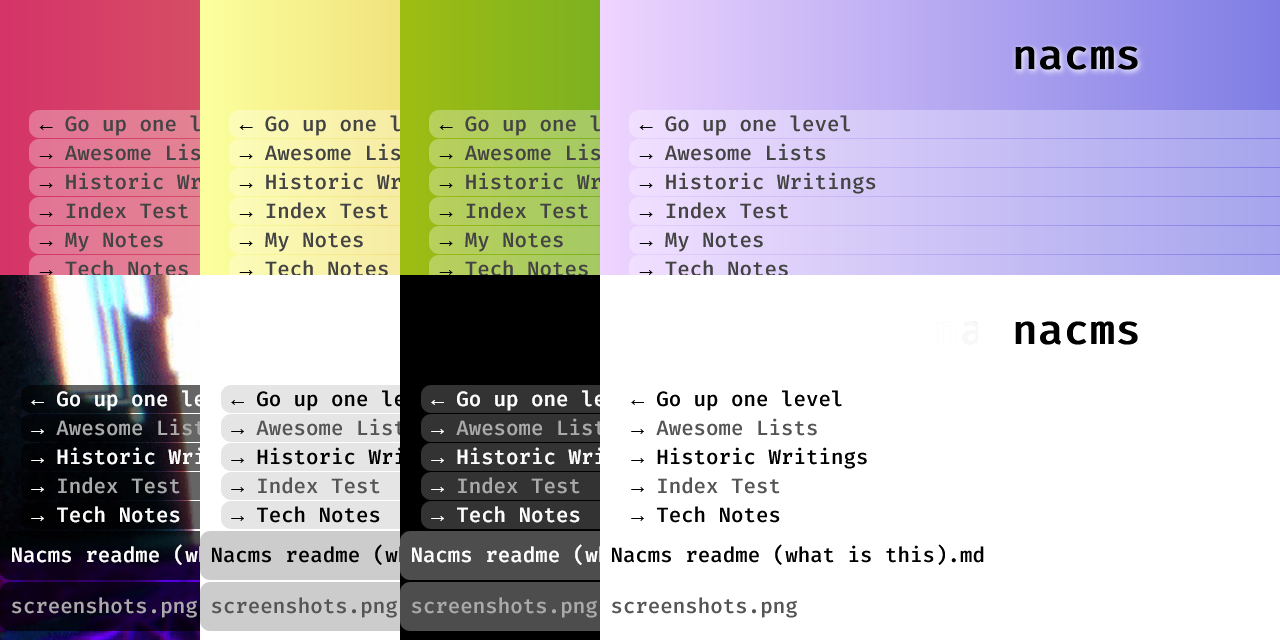 nacms
← Go up one l
← Go up one l
← Go up one l
← Go up one level
→ Awesome Lis
→ Awesome Lis
→ Awesome Lis
→ Awesome Lists
→ Historic Wr
→ Historic Wr
→ Historic Wr
→ Historic Writings
→ Index Test
→ Index Test
→ Index Test
→ Index Test
→ My Notes
→ My Notes
→ My Notes
→ My Notes
→ Tech Notes
→ Tech Notes
→ Tech Notes
→ Tech Notes
nacms
← Go up one le
← Go up one le
← Go up one le
← Go up one level
→ Awesome List
→ Awesome List
→ Awesome List
→ Awesome Lists
→ Historic Wri
→ Historic Wri
→ Historic Wri
→ Historic Writings
→ Index Test
→ Index Test
→ Index Test
→ Index Test
→ Tech Notes
→ Tech Notes
→ Tech Notes
→ Tech Notes
Nacms readme (wh
Nacms readme (wh
Nacms readme (wh
Nacms readme (what is this).md
screenshots.png
screenshots.png
screenshots.png
screenshots.png